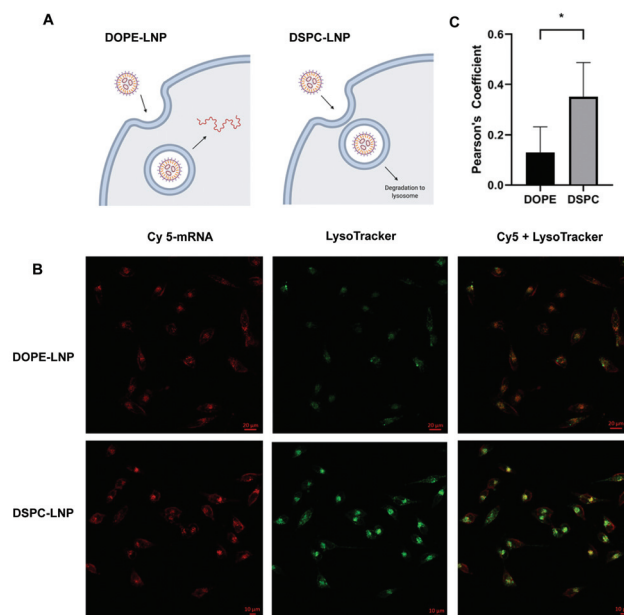 A
DOPE-LNP
DSPC-LNP
Degradation to
lysosome
C
*
Pearson's Coefficient
0.6
0.4
0.2
0.0
DOPE
DSPC
Cy 5-mRNA
LysoTracker
Cy5 + LysoTracker
B
DOPE-LNP
20 µm
20 µm
20 µm
DSPC-LNP
10 µm
10 µm
10 µm